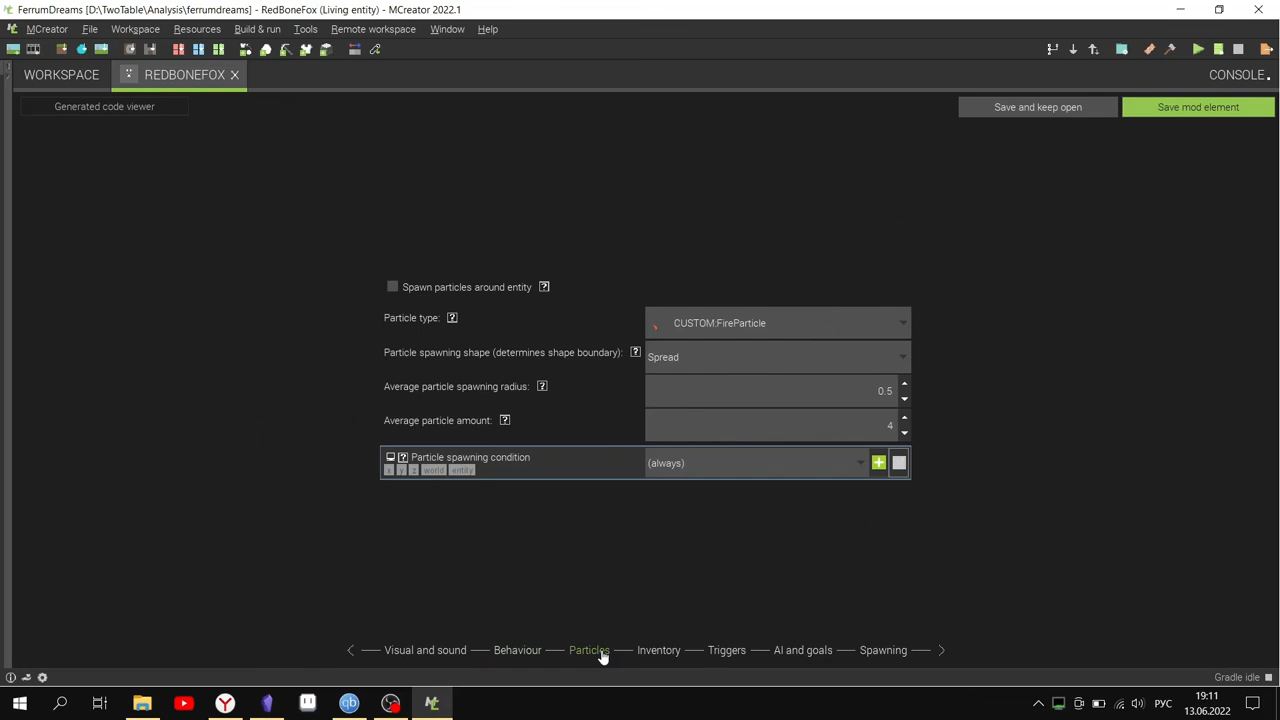 FerrumDreams [D:\TwoTable\Analysis\ferrumdreams] - RedBoneFox (Living entity) - MCreator 2022.1
MCreator File Workspace Resources Build & run Tools Remote workspace Window Help
WORKSPACE REDBONEFOX CONSOLE
Generated code viewer Save and keep open Save mod element
Spawn particles around entity ?
Particle type: ? CUSTOM:FireParticle
Particle spawning shape (determines shape boundary): ? Spread
Average particle spawning radius: ? 0.5
Average particle amount: ? 4
? Particle spawning condition (always)
x y z world entity
Visual and sound Behaviour Particles Inventory Triggers AI and goals Spawning
Gradle idle
qb РУС 19:11
13.06.2022